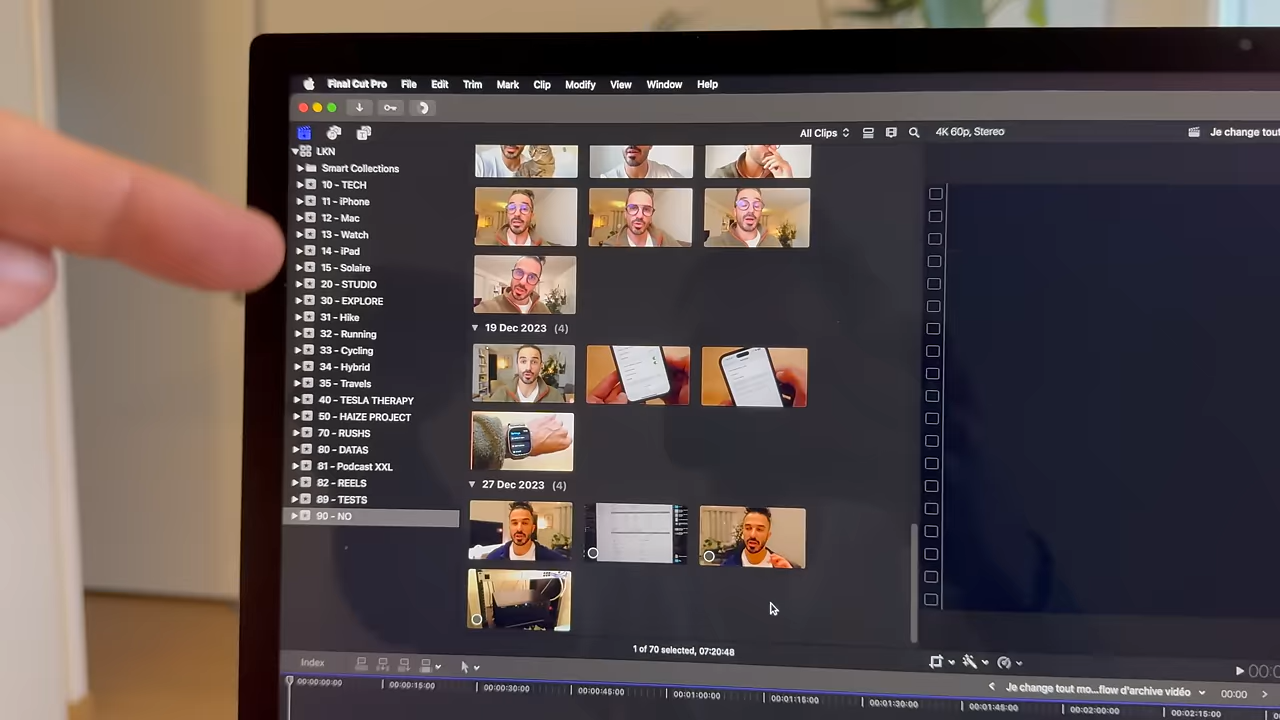 Final Cut Pro File Edit Trim Mark Clip Modify View Window Help
All Clips 4K 60p, Stereo Je change tout
LKN
Smart Collections
10 - TECH
11 - iPhone
12 - Mac
13 - Watch
14 - iPad
15 - Solaire
20 - STUDIO
30 - EXPLORE
31 - Hike
32 - Running
33 - Cycling
34 - Hybrid
35 - Travels
40 - TESLA THERAPY
50 - HAIZE PROJECT
70 - RUSHS
80 - DATAS
81 - Podcast XXL
82 - REELS
89 - TESTS
90 - NO
19 Dec 2023 (4)
27 Dec 2023 (4)
1 of 70 selected, 07:20:48
Index
00:0
Je change tout mo...flow d'archive vidéo 00:00
00:00:00:00 00:00:15:00 00:00:30:00 00:00:45:00 00:01:00:00 00:01:15:00 00:01:30:00 00:01:45:00 00:02:00:00 00:02:15:00